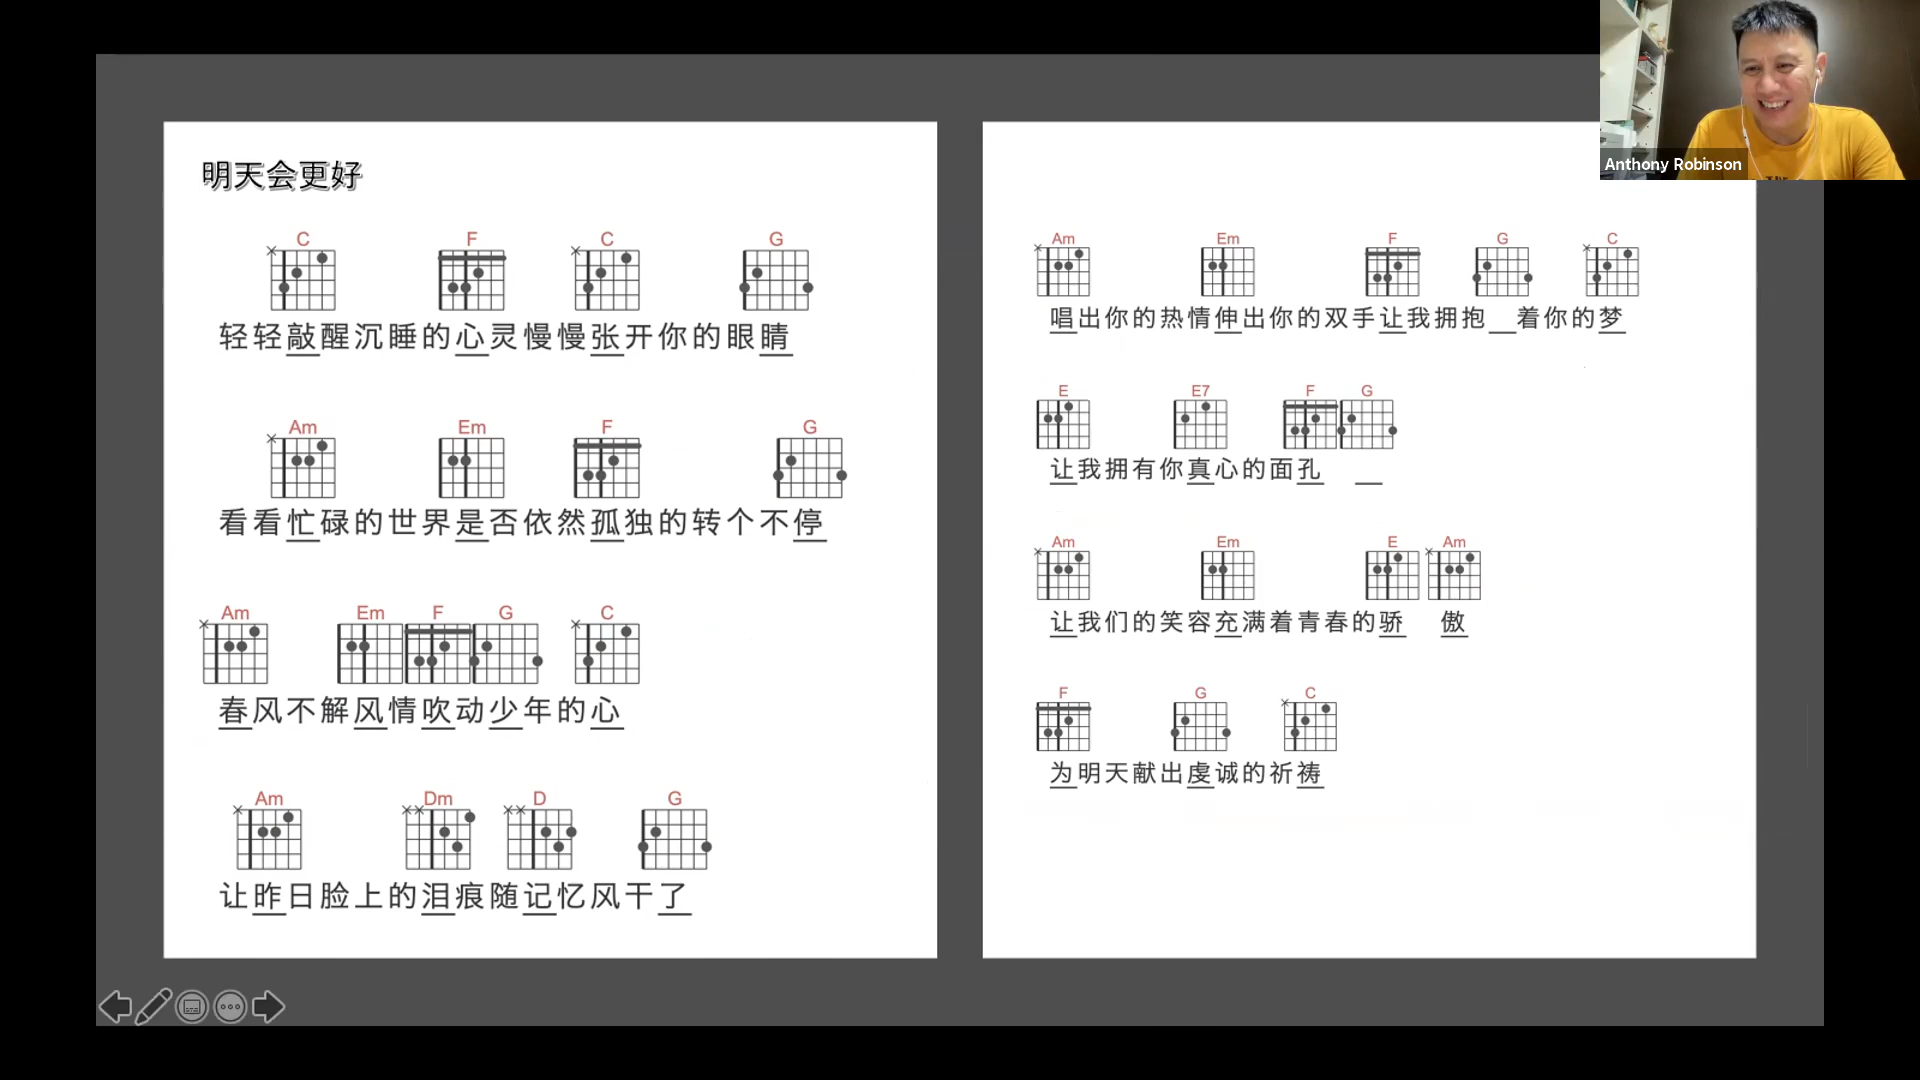 明天会更好
C F C G
轻轻敲醒沉睡的心灵慢慢张开你的眼睛
Am Em F G
看看忙碌的世界是否依然孤独的转个不停
Am Em F G C
春风不解风情吹动少年的心
Am Dm D G
让昨日脸上的泪痕随记忆风干了
Am Em F G C
唱出你的热情伸出你的双手让我拥抱__着你的梦
E E7 F G
让我拥有你真心的面孔 __
Am Em E Am
让我们的笑容充满着青春的骄 傲
F G C
为明天献出虔诚的祈祷
Anthony Robinson